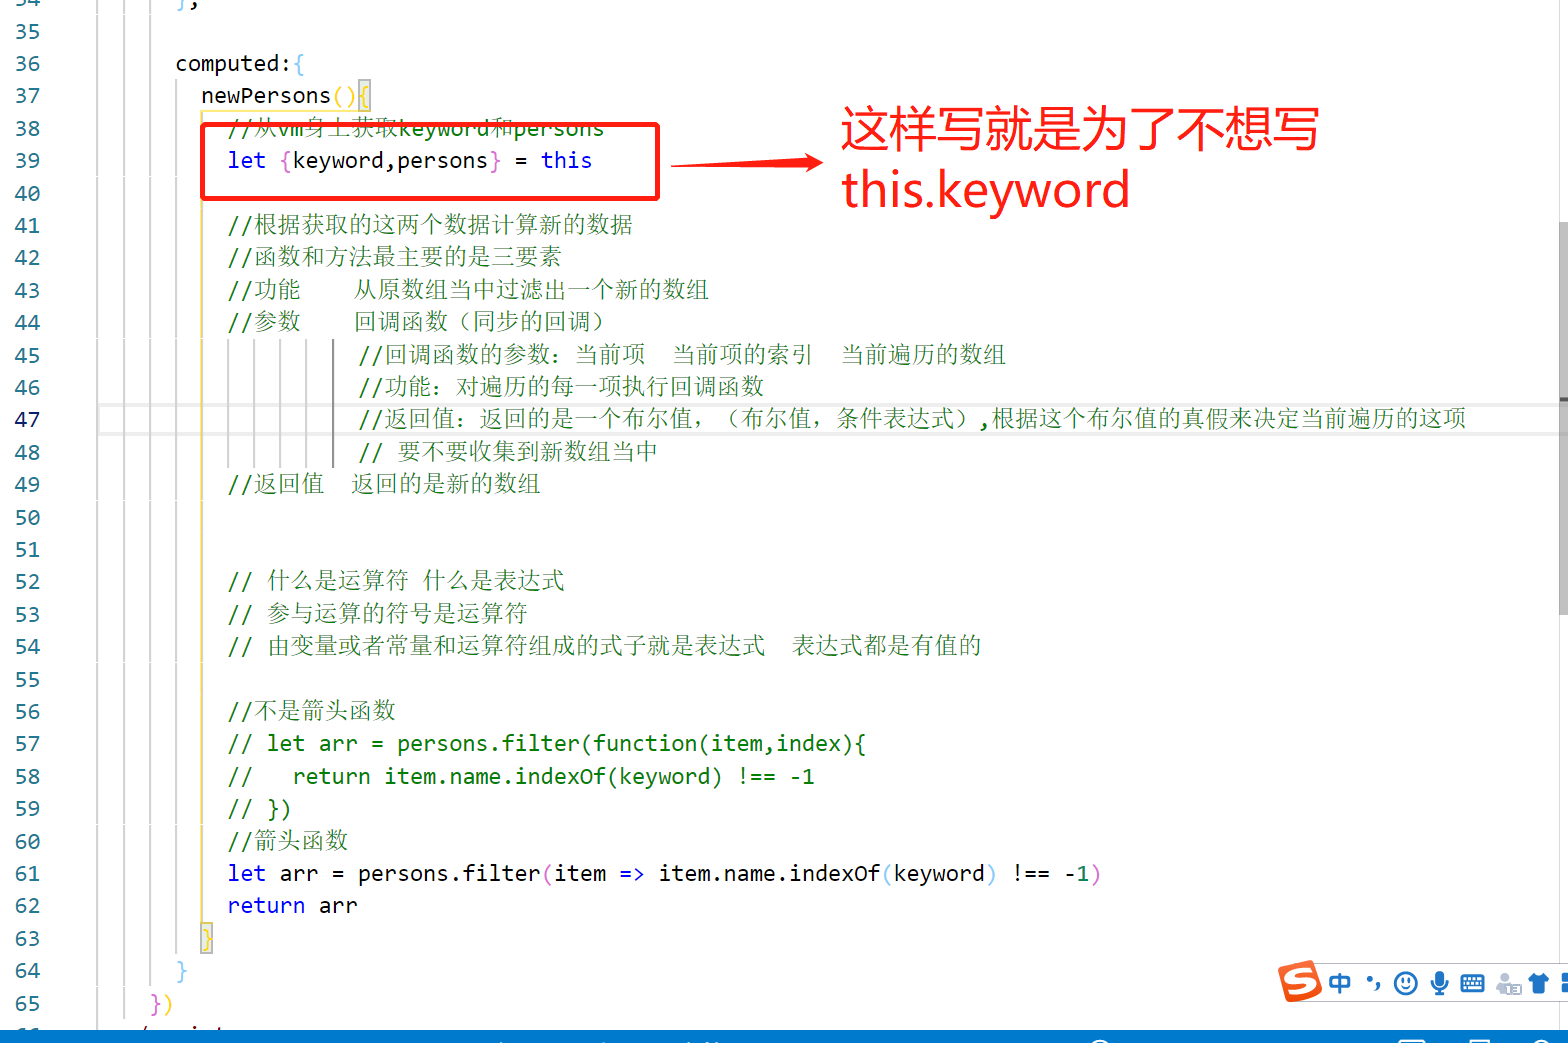 35
36 computed:{
37 newPersons(){
38 //从vm身上获取keyword和persons
39 let {keyword,persons} = this
这样写就是为了不想写
this.keyword
40
41 //根据获取的这两个数据计算新的数据
42 //函数和方法最主要的是三要素
43 //功能 从原数组当中过滤出一个新的数组
44 //参数 回调函数（同步的回调）
45 //回调函数的参数：当前项 当前项的索引 当前遍历的数组
46 //功能：对遍历的每一项执行回调函数
47 //返回值：返回的是一个布尔值，（布尔值，条件表达式）,根据这个布尔值的真假来决定当前遍历的这项
48 // 要不要收集到新数组当中
49 //返回值 返回的是新的数组
50
51
52 // 什么是运算符 什么是表达式
53 // 参与运算的符号是运算符
54 // 由变量或者常量和运算符组成的式子就是表达式 表达式都是有值的
55
56 //不是箭头函数
57 // let arr = persons.filter(function(item,index){
58 // return item.name.indexOf(keyword) !== -1
59 // })
60 //箭头函数
61 let arr = persons.filter(item => item.name.indexOf(keyword) !== -1)
62 return arr
63 }
64 }
65 })
中